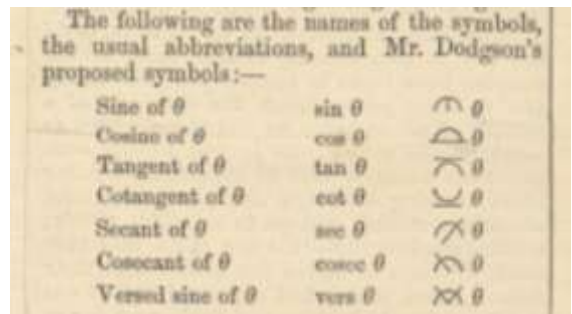 The following are the names of the symbols,
the usual abbreviations, and Mr. Dodgson's
proposed symbols:—
Sine of θ sin θ θ
Cosine of θ cos θ θ
Tangent of θ tan θ θ
Cotangent of θ cot θ θ
Secant of θ sec θ θ
Cosecant of θ cosec θ θ
Versed sine of θ vers θ θ